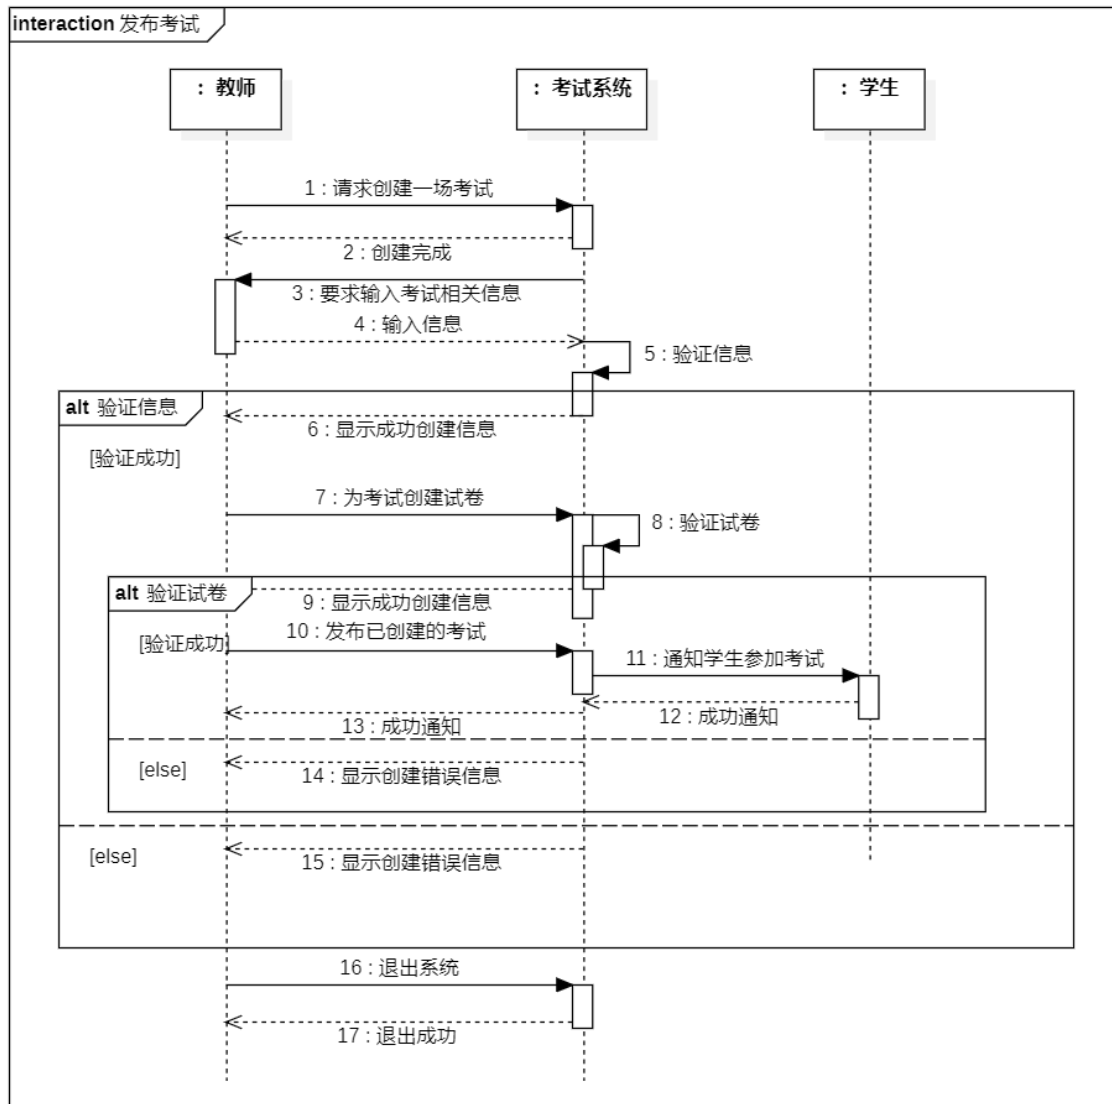 interaction 发布考试
: 教师
: 考试系统
: 学生
1 : 请求创建一场考试
2 : 创建完成
3 : 要求输入考试相关信息
4 : 输入信息
5 : 验证信息
alt 验证信息
6 : 显示成功创建信息
[验证成功]
7 : 为考试创建试卷
8 : 验证试卷
alt 验证试卷
9 : 显示成功创建信息
10 : 发布已创建的考试
[验证成功]
11 : 通知学生参加考试
12 : 成功通知
13 : 成功通知
[else]
14 : 显示创建错误信息
[else]
15 : 显示创建错误信息
16 : 退出系统
17 : 退出成功